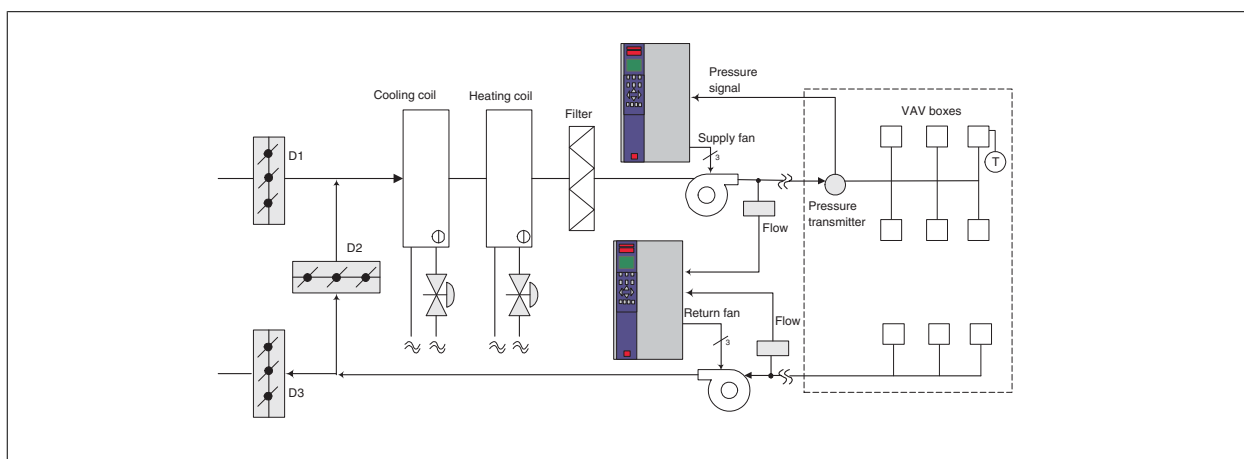 Pressure
signal
Cooling coil
Heating coil
Filter
VAV boxes
Supply fan
3
D1
T
Pressure
transmitter
Flow
D2
Return fan
Flow
3
D3